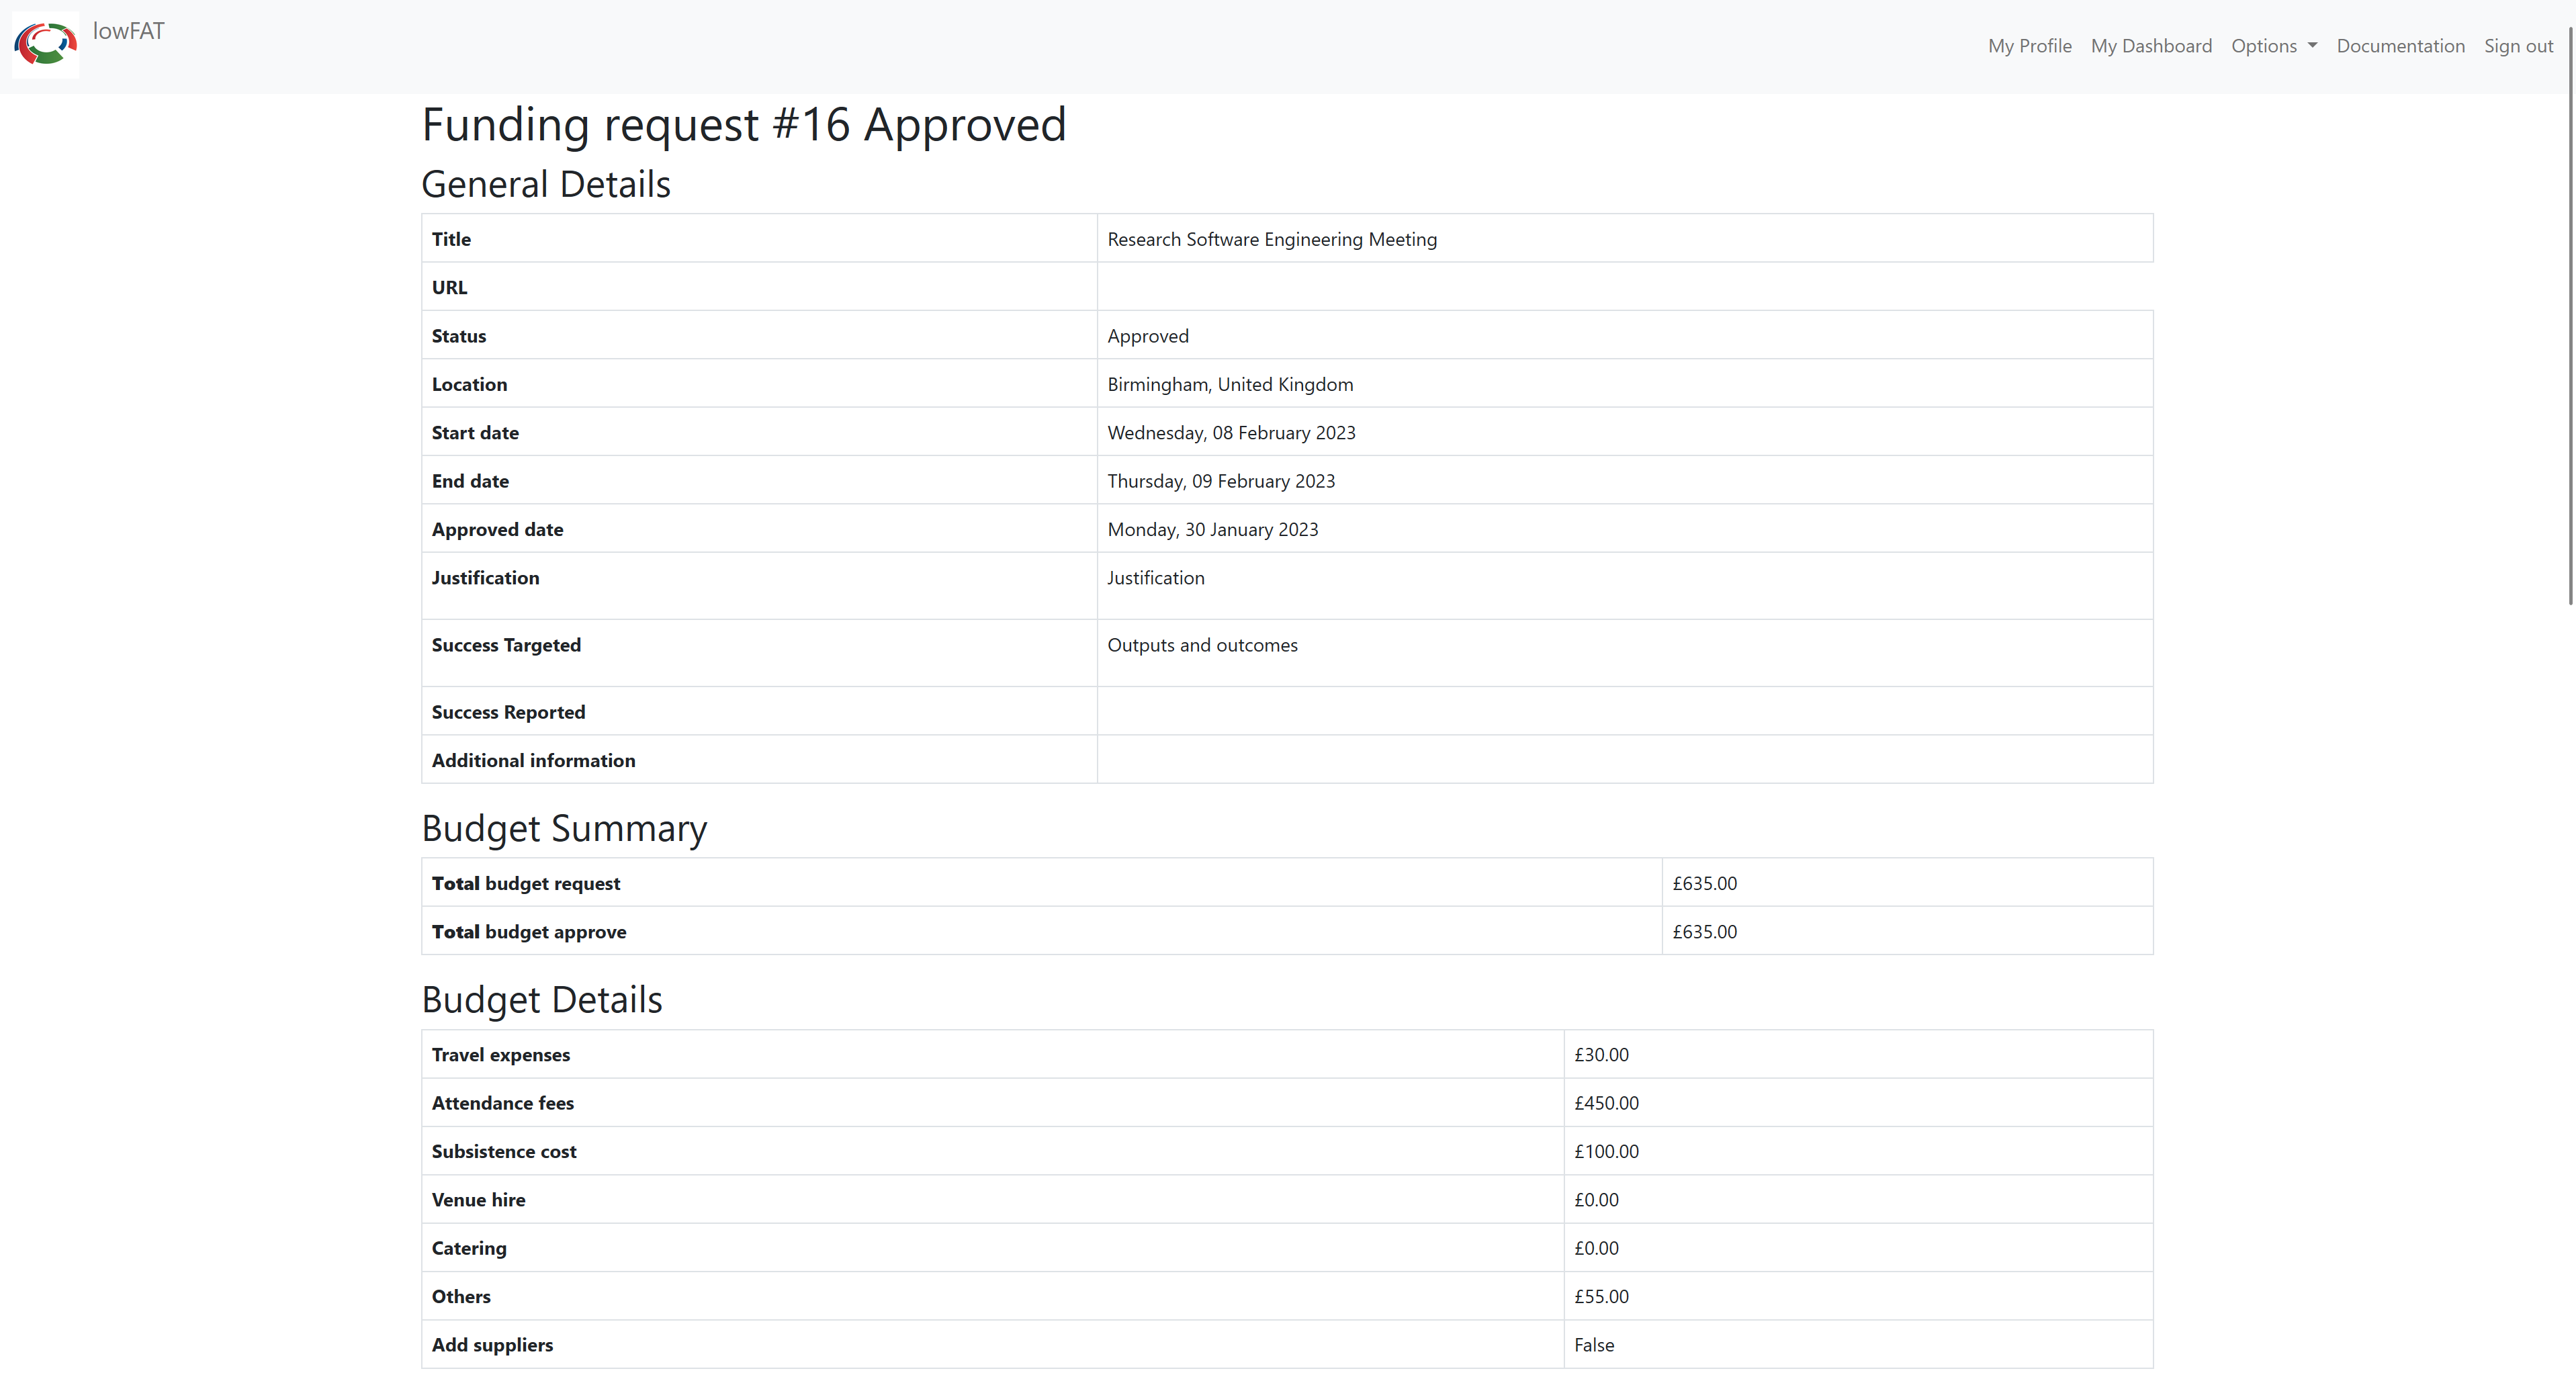 lowFAT
My Profile My Dashboard Options Documentation Sign out
Funding request #16 Approved
General Details
Title Research Software Engineering Meeting
URL
Status Approved
Location Birmingham, United Kingdom
Start date Wednesday, 08 February 2023
End date Thursday, 09 February 2023
Approved date Monday, 30 January 2023
Justification Justification
Success Targeted Outputs and outcomes
Success Reported
Additional information
Budget Summary
Total budget request £635.00
Total budget approve £635.00
Budget Details
Travel expenses £30.00
Attendance fees £450.00
Subsistence cost £100.00
Venue hire £0.00
Catering £0.00
Others £55.00
Add suppliers False